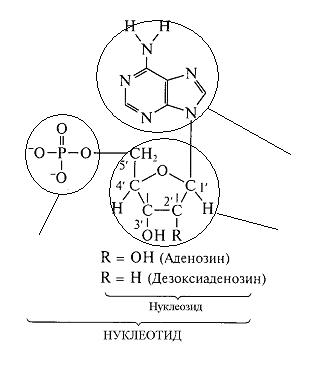 H H
N
N N
N N
O
⁻O–P–O–5′CH₂
⁻O
O
4′ 1′
H 2′ H
3′
OH R
R = OH (Аденозин)
R = H (Дезоксиаденозин)
Нуклеозид
НУКЛЕОТИД